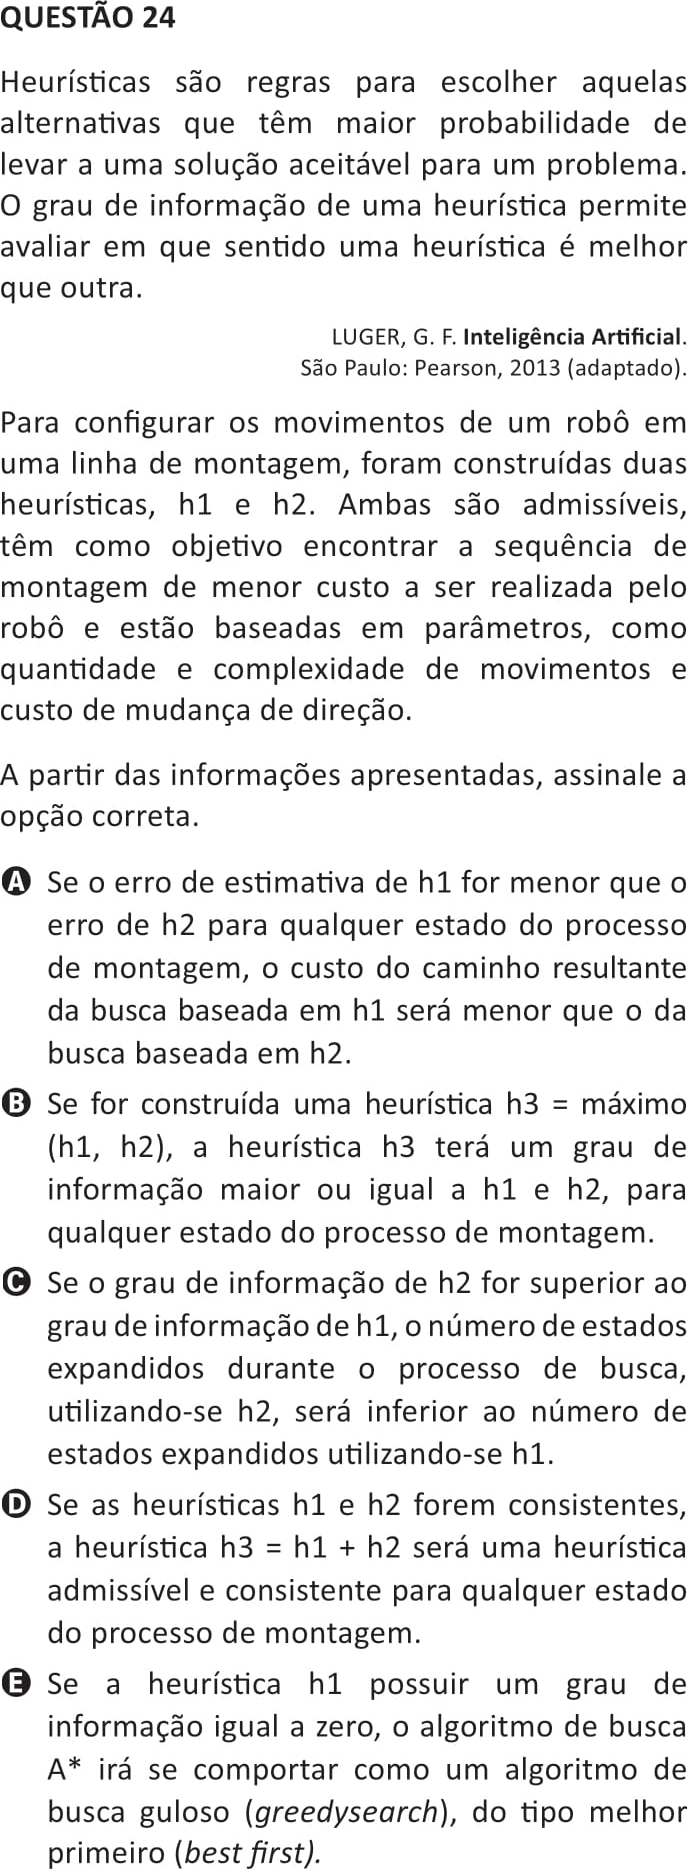 QUESTÃO 24
Heurísticas são regras para escolher aquelas
alternativas que têm maior probabilidade de
levar a uma solução aceitável para um problema.
O grau de informação de uma heurística permite
avaliar em que sentido uma heurística é melhor
que outra.
LUGER, G. F. Inteligência Artificial.
São Paulo: Pearson, 2013 (adaptado).
Para configurar os movimentos de um robô em
uma linha de montagem, foram construídas duas
heurísticas, h1 e h2. Ambas são admissíveis,
têm como objetivo encontrar a sequência de
montagem de menor custo a ser realizada pelo
robô e estão baseadas em parâmetros, como
quantidade e complexidade de movimentos e
custo de mudança de direção.
A partir das informações apresentadas, assinale a
opção correta.
A Se o erro de estimativa de h1 for menor que o
erro de h2 para qualquer estado do processo
de montagem, o custo do caminho resultante
da busca baseada em h1 será menor que o da
busca baseada em h2.
B Se for construída uma heurística h3 = máximo
(h1, h2), a heurística h3 terá um grau de
informação maior ou igual a h1 e h2, para
qualquer estado do processo de montagem.
C Se o grau de informação de h2 for superior ao
grau de informação de h1, o número de estados
expandidos durante o processo de busca,
utilizando-se h2, será inferior ao número de
estados expandidos utilizando-se h1.
D Se as heurísticas h1 e h2 forem consistentes,
a heurística h3 = h1 + h2 será uma heurística
admissível e consistente para qualquer estado
do processo de montagem.
E Se a heurística h1 possuir um grau de
informação igual a zero, o algoritmo de busca
A* irá se comportar como um algoritmo de
busca guloso (greedysearch), do tipo melhor
primeiro (best first).